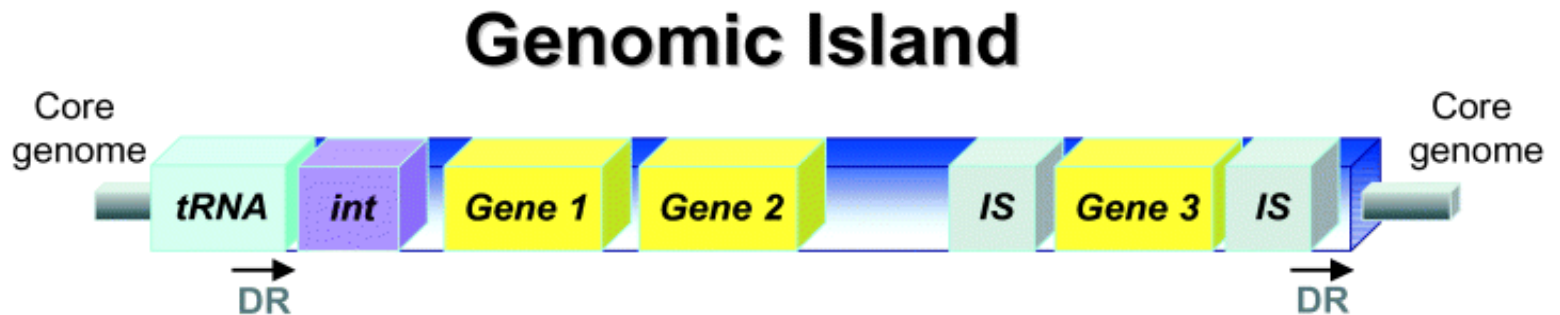 Genomic Island
Core
genome
Core
genome
tRNA int Gene 1 Gene 2 IS Gene 3 IS
DR DR